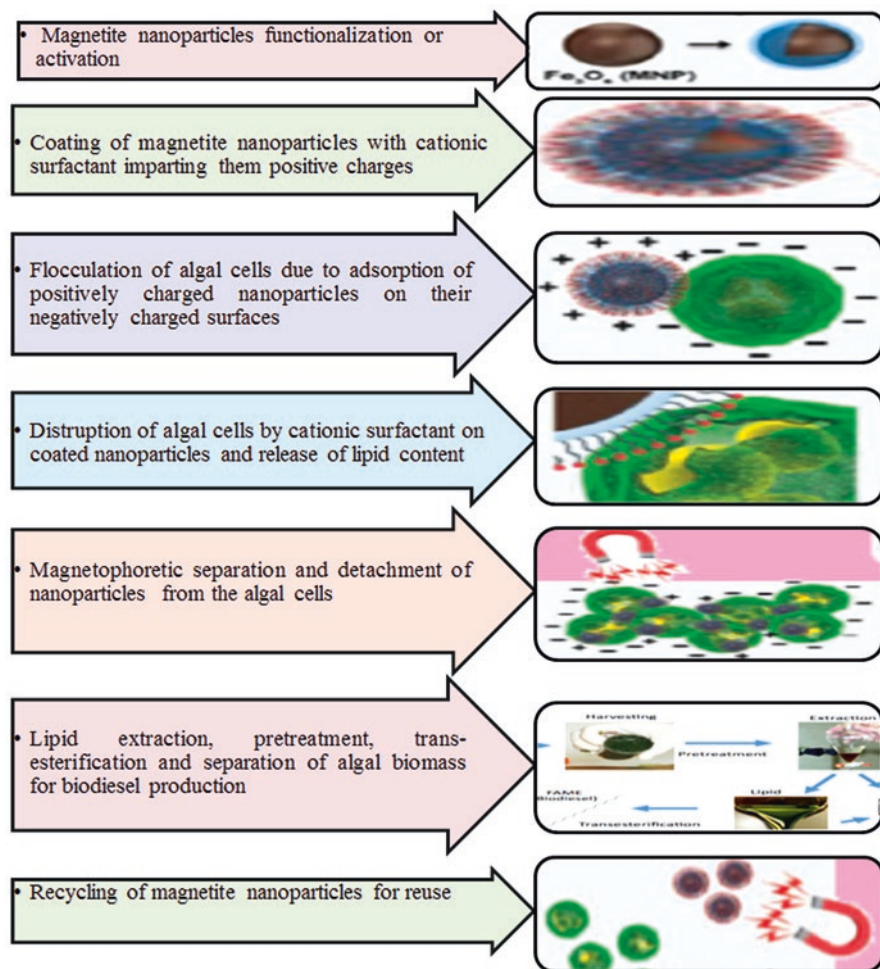 • Magnetite nanoparticles functionalization or
activation
Fe₃O₄ (MNP)
• Coating of magnetite nanoparticles with cationic
surfactant imparting them positive charges
• Flocculation of algal cells due to adsorption of
positively charged nanoparticles on their
negatively charged surfaces
• Distruption of algal cells by cationic surfactant on
coated nanoparticles and release of lipid content
• Magnetophoretic separation and detachment of
nanoparticles from the algal cells
• Lipid extraction, pretreatment, trans-
esterification and separation of algal biomass
for biodiesel production
Harvesting
Extraction
Pretreatment
FAME
Biodiesel)
Lipid
Transesterification
• Recycling of magnetite nanoparticles for reuse